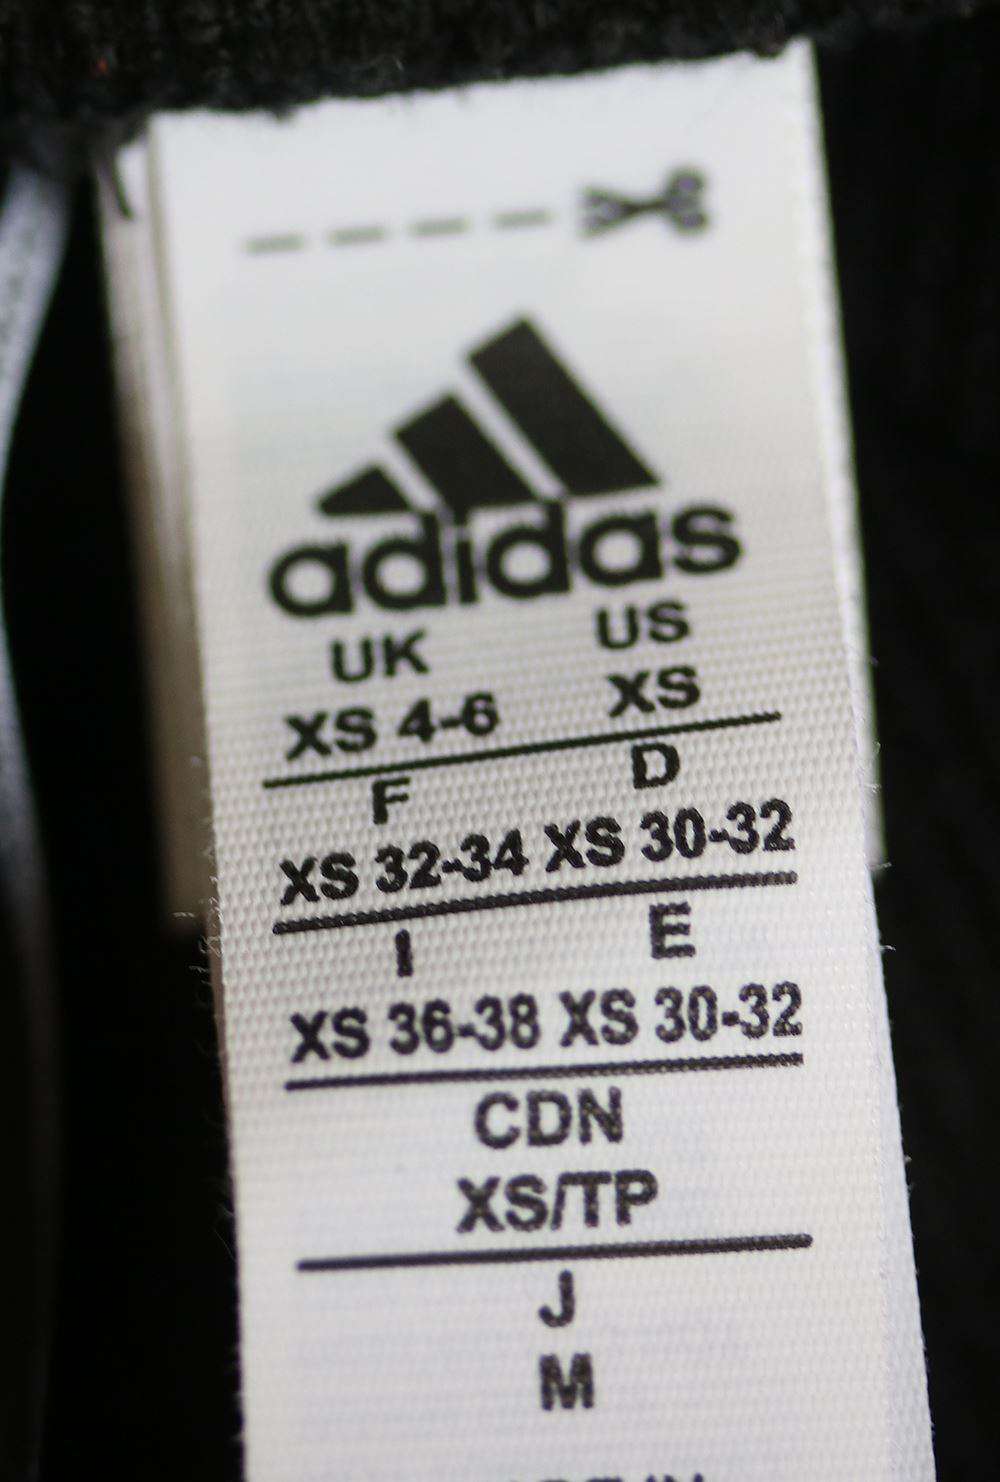 adidas
UK US
XS 4-6 XS
F D
XS 32-34 XS 30-32
I E
XS 36-38 XS 30-32
CDN
XS/TP
J
M